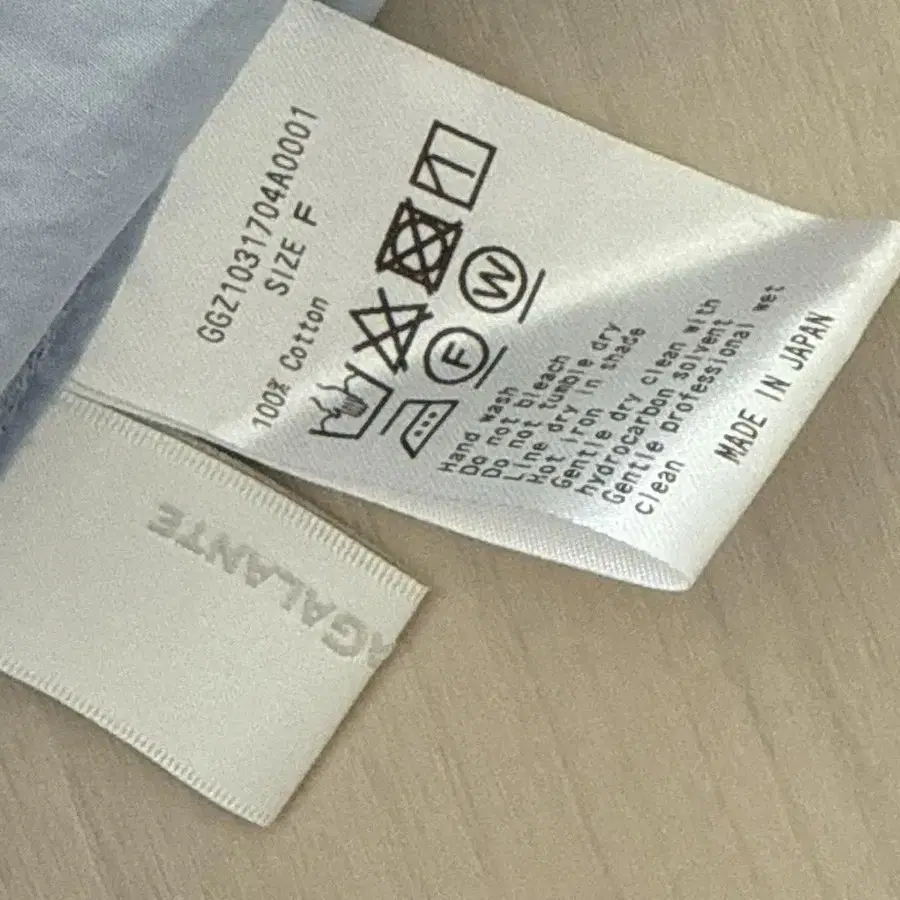 GGZ1031704A0001
SIZE F
100% Cotton
F
W
Hand wash
Do not bleach
Do not tumble dry
Line dry in shade
Hot iron
Gentle dry clean with
hydrocarbon solvent
Gentle professional wet
clean
MADE IN JAPAN
GALANTE